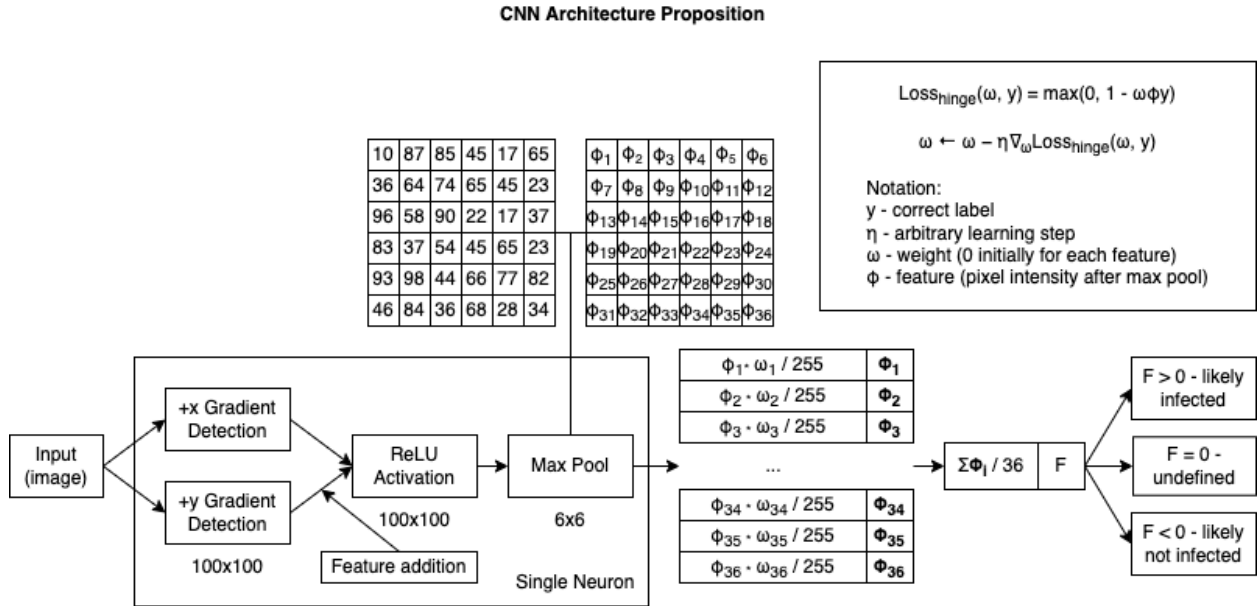 CNN Architecture Proposition
Loss_hinge(ω, y) = max(0, 1 - ωφy)
ω ← ω − η∇_ωLoss_hinge(ω, y)
Notation:
y - correct label
η - arbitrary learning step
ω - weight (0 initially for each feature)
ϕ - feature (pixel intensity after max pool)
10 87 85 45 17 65
36 64 74 65 45 23
96 58 90 22 17 37
83 37 54 45 65 23
93 98 44 66 77 82
46 84 36 68 28 34
ϕ1 ϕ2 ϕ3 ϕ4 ϕ5 ϕ6
ϕ7 ϕ8 ϕ9 ϕ10 ϕ11 ϕ12
ϕ13 ϕ14 ϕ15 ϕ16 ϕ17 ϕ18
ϕ19 ϕ20 ϕ21 ϕ22 ϕ23 ϕ24
ϕ25 ϕ26 ϕ27 ϕ28 ϕ29 ϕ30
ϕ31 ϕ32 ϕ33 ϕ34 ϕ35 ϕ36
Input
(image)
+x Gradient
Detection
+y Gradient
Detection
100x100
Feature addition
ReLU
Activation
100x100
Max Pool
6x6
Single Neuron
ϕ1 · ω1 / 255 Φ1
ϕ2 · ω2 / 255 Φ2
ϕ3 · ω3 / 255 Φ3
...
ϕ34 · ω34 / 255 Φ34
ϕ35 · ω35 / 255 Φ35
ϕ36 · ω36 / 255 Φ36
ΣΦi / 36 F
F > 0 - likely
infected
F = 0 -
undefined
F < 0 - likely
not infected